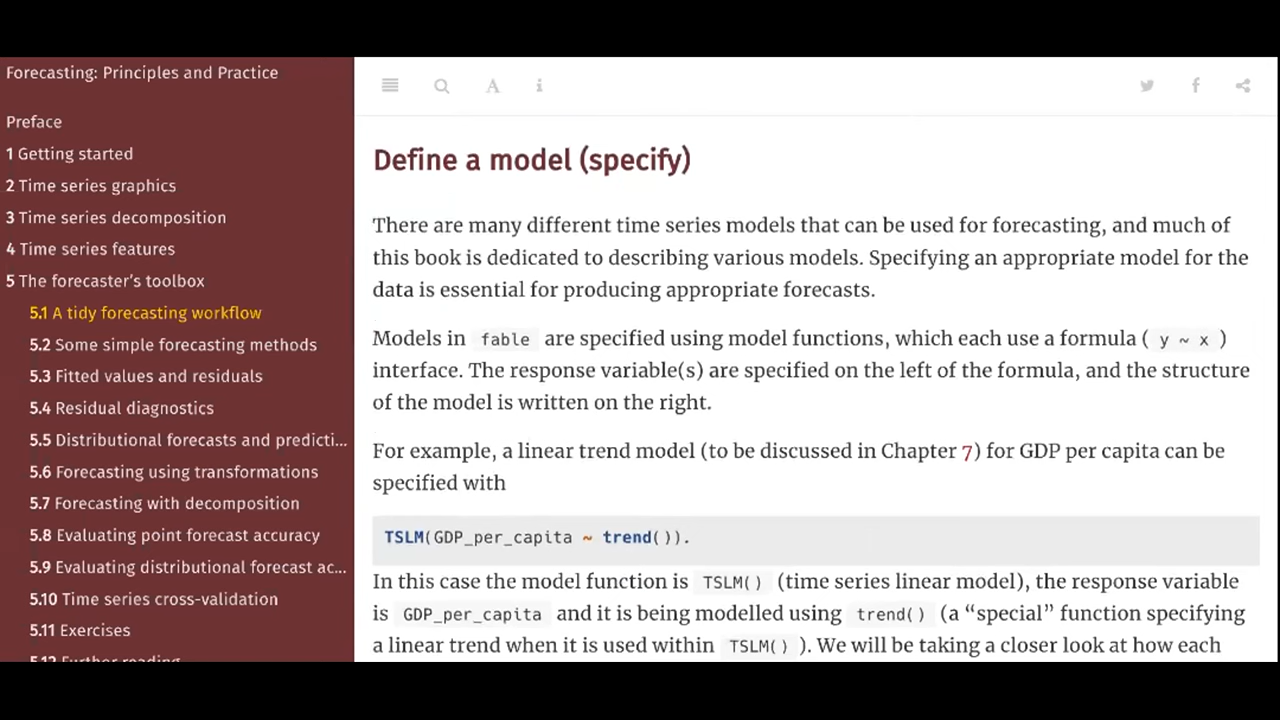 Forecasting: Principles and Practice
Preface
1 Getting started
2 Time series graphics
3 Time series decomposition
4 Time series features
5 The forecaster's toolbox
5.1 A tidy forecasting workflow
5.2 Some simple forecasting methods
5.3 Fitted values and residuals
5.4 Residual diagnostics
5.5 Distributional forecasts and predicti...
5.6 Forecasting using transformations
5.7 Forecasting with decomposition
5.8 Evaluating point forecast accuracy
5.9 Evaluating distributional forecast ac...
5.10 Time series cross-validation
5.11 Exercises
5.12 Further reading
Define a model (specify)
There are many different time series models that can be used for forecasting, and much of
this book is dedicated to describing various models. Specifying an appropriate model for the
data is essential for producing appropriate forecasts.
Models in fable are specified using model functions, which each use a formula ( y ~ x )
interface. The response variable(s) are specified on the left of the formula, and the structure
of the model is written on the right.
For example, a linear trend model (to be discussed in Chapter 7) for GDP per capita can be
specified with
TSLM(GDP_per_capita ~ trend()).
In this case the model function is TSLM() (time series linear model), the response variable
is GDP_per_capita and it is being modelled using trend() (a “special” function specifying
a linear trend when it is used within TSLM() ). We will be taking a closer look at how each